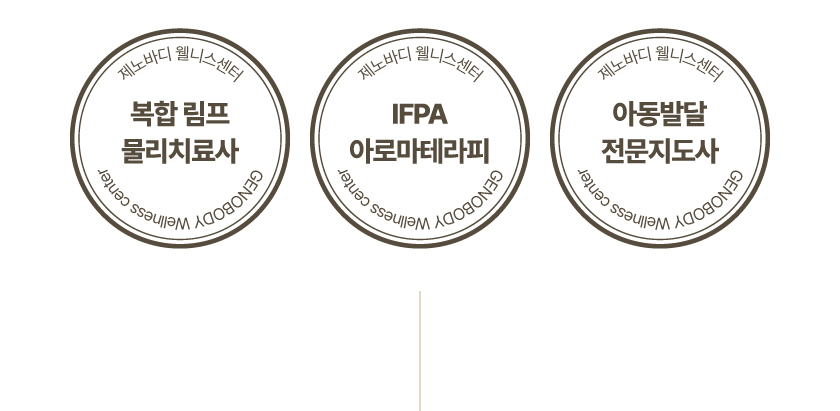 제노바디 웰니스센터
복합 림프
물리치료사
GENOBODY Wellness center
제노바디 웰니스센터
IFPA
아로마테라피
GENOBODY Wellness center
제노바디 웰니스센터
아동발달
전문지도사
GENOBODY Wellness center